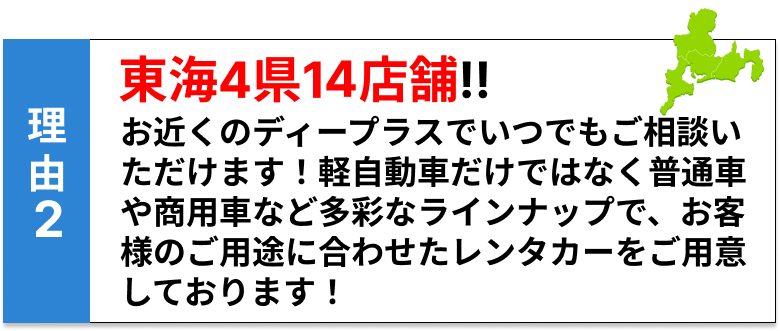 理由2
東海4県14店舗!!
お近くのディープラスでいつでもご相談い
ただけます！軽自動車だけではなく普通車
や商用車など多彩なラインナップで、お客
様のご用途に合わせたレンタカーをご用意
しております！